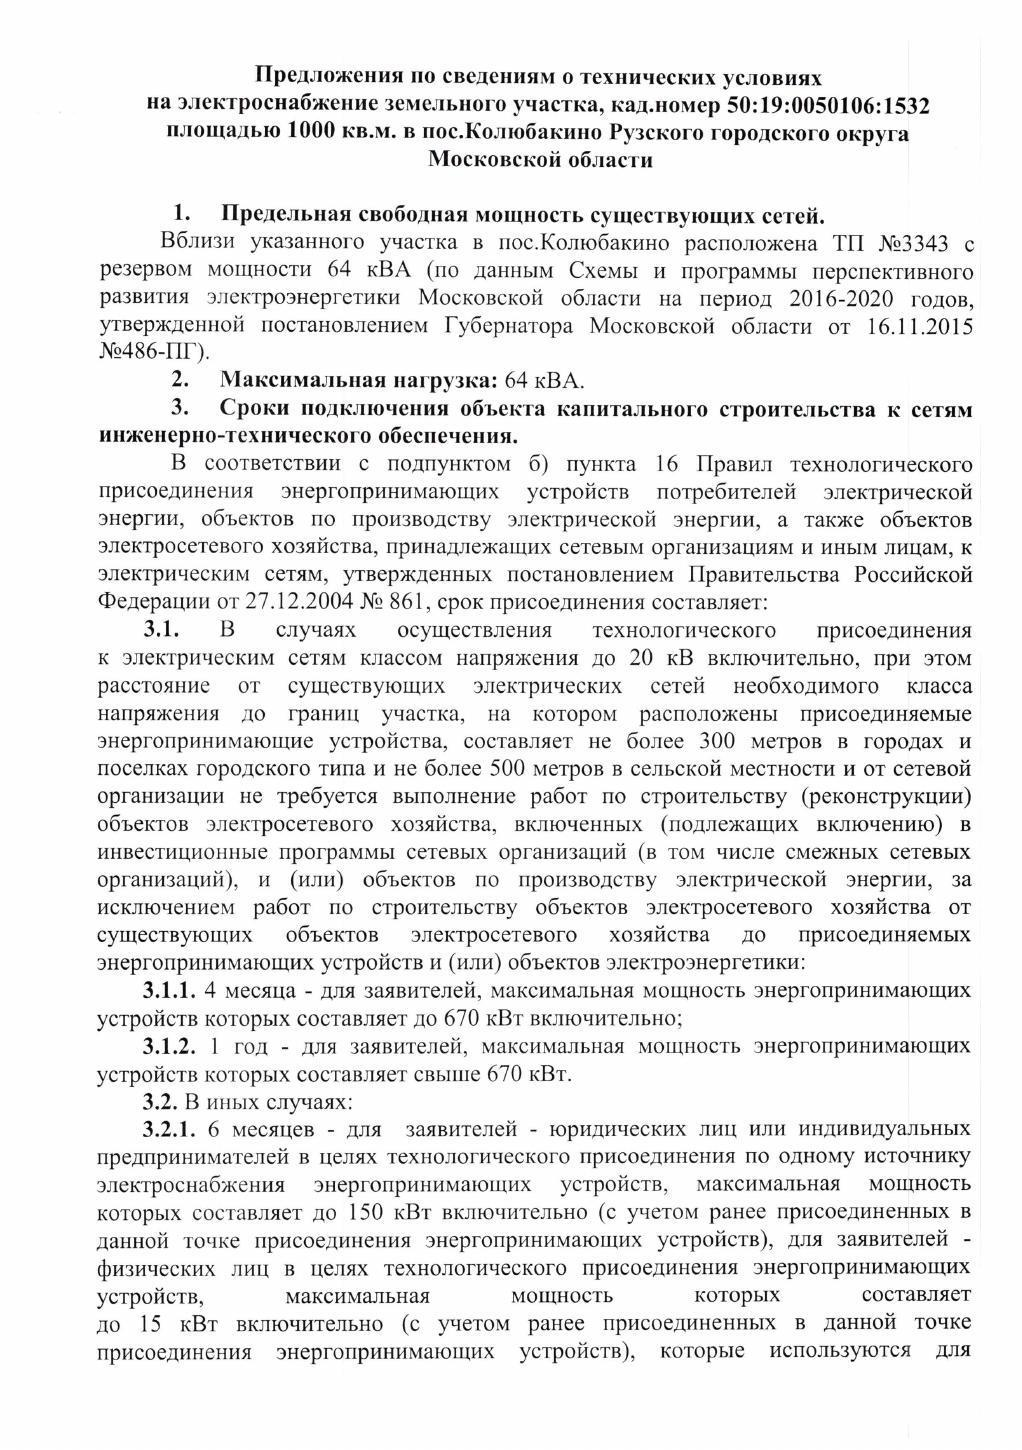 Предложения по сведениям о технических условиях
на электроснабжение земельного участка, кад.номер 50:19:0050106:1532
площадью 1000 кв.м. в пос.Колюбакино Рузского городского округа
Московской области
1. Предельная свободная мощность существующих сетей.
Вблизи указанного участка в пос.Колюбакино расположена ТП №3343 с
резервом мощности 64 кВА (по данным Схемы и программы перспективного
развития электроэнергетики Московской области на период 2016-2020 годов,
утвержденной постановлением Губернатора Московской области от 16.11.2015
№486-ПГ).
2. Максимальная нагрузка: 64 кВА.
3. Сроки подключения объекта капитального строительства к сетям
инженерно-технического обеспечения.
В соответствии с подпунктом б) пункта 16 Правил технологического
присоединения энергопринимающих устройств потребителей электрической
энергии, объектов по производству электрической энергии, а также объектов
электросетевого хозяйства, принадлежащих сетевым организациям и иным лицам, к
электрическим сетям, утвержденных постановлением Правительства Российской
Федерации от 27.12.2004 № 861, срок присоединения составляет:
3.1. В случаях осуществления технологического присоединения
к электрическим сетям классом напряжения до 20 кВ включительно, при этом
расстояние от существующих электрических сетей необходимого класса
напряжения до границ участка, на котором расположены присоединяемые
энергопринимающие устройства, составляет не более 300 метров в городах и
поселках городского типа и не более 500 метров в сельской местности и от сетевой
организации не требуется выполнение работ по строительству (реконструкции)
объектов электросетевого хозяйства, включенных (подлежащих включению) в
инвестиционные программы сетевых организаций (в том числе смежных сетевых
организаций), и (или) объектов по производству электрической энергии, за
исключением работ по строительству объектов электросетевого хозяйства от
существующих объектов электросетевого хозяйства до присоединяемых
энергопринимающих устройств и (или) объектов электроэнергетики:
3.1.1. 4 месяца - для заявителей, максимальная мощность энергопринимающих
устройств которых составляет до 670 кВт включительно;
3.1.2. 1 год - для заявителей, максимальная мощность энергопринимающих
устройств которых составляет свыше 670 кВт.
3.2. В иных случаях:
3.2.1. 6 месяцев - для заявителей - юридических лиц или индивидуальных
предпринимателей в целях технологического присоединения по одному источнику
электроснабжения энергопринимающих устройств, максимальная мощность
которых составляет до 150 кВт включительно (с учетом ранее присоединенных в
данной точке присоединения энергопринимающих устройств), для заявителей -
физических лиц в целях технологического присоединения энергопринимающих
устройств, максимальная мощность которых составляет
до 15 кВт включительно (с учетом ранее присоединенных в данной точке
присоединения энергопринимающих устройств), которые используются для